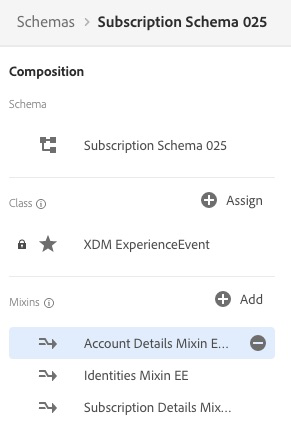 Schemas > Subscription Schema 025
Composition
Schema
Subscription Schema 025
Class
Assign
XDM ExperienceEvent
Mixins
Add
Account Details Mixin E...
Identities Mixin EE
Subscription Details Mix...